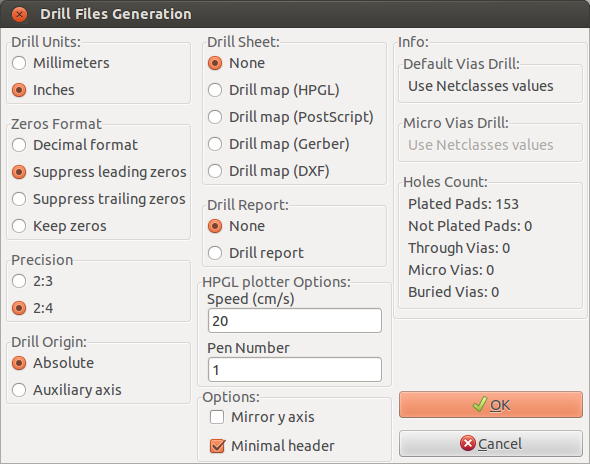 Drill Files Generation
Drill Units:
Millimeters
Inches
Zeros Format
Decimal format
Suppress leading zeros
Suppress trailing zeros
Keep zeros
Precision
2:3
2:4
Drill Origin:
Absolute
Auxiliary axis
Drill Sheet:
None
Drill map (HPGL)
Drill map (PostScript)
Drill map (Gerber)
Drill map (DXF)
Drill Report:
None
Drill report
HPGL plotter Options:
Speed (cm/s)
20
Pen Number
1
Options:
Mirror y axis
Minimal header
Info:
Default Vias Drill:
Use Netclasses values
Micro Vias Drill:
Use Netclasses values
Holes Count:
Plated Pads: 153
Not Plated Pads: 0
Through Vias: 0
Micro Vias: 0
Buried Vias: 0
OK
Cancel